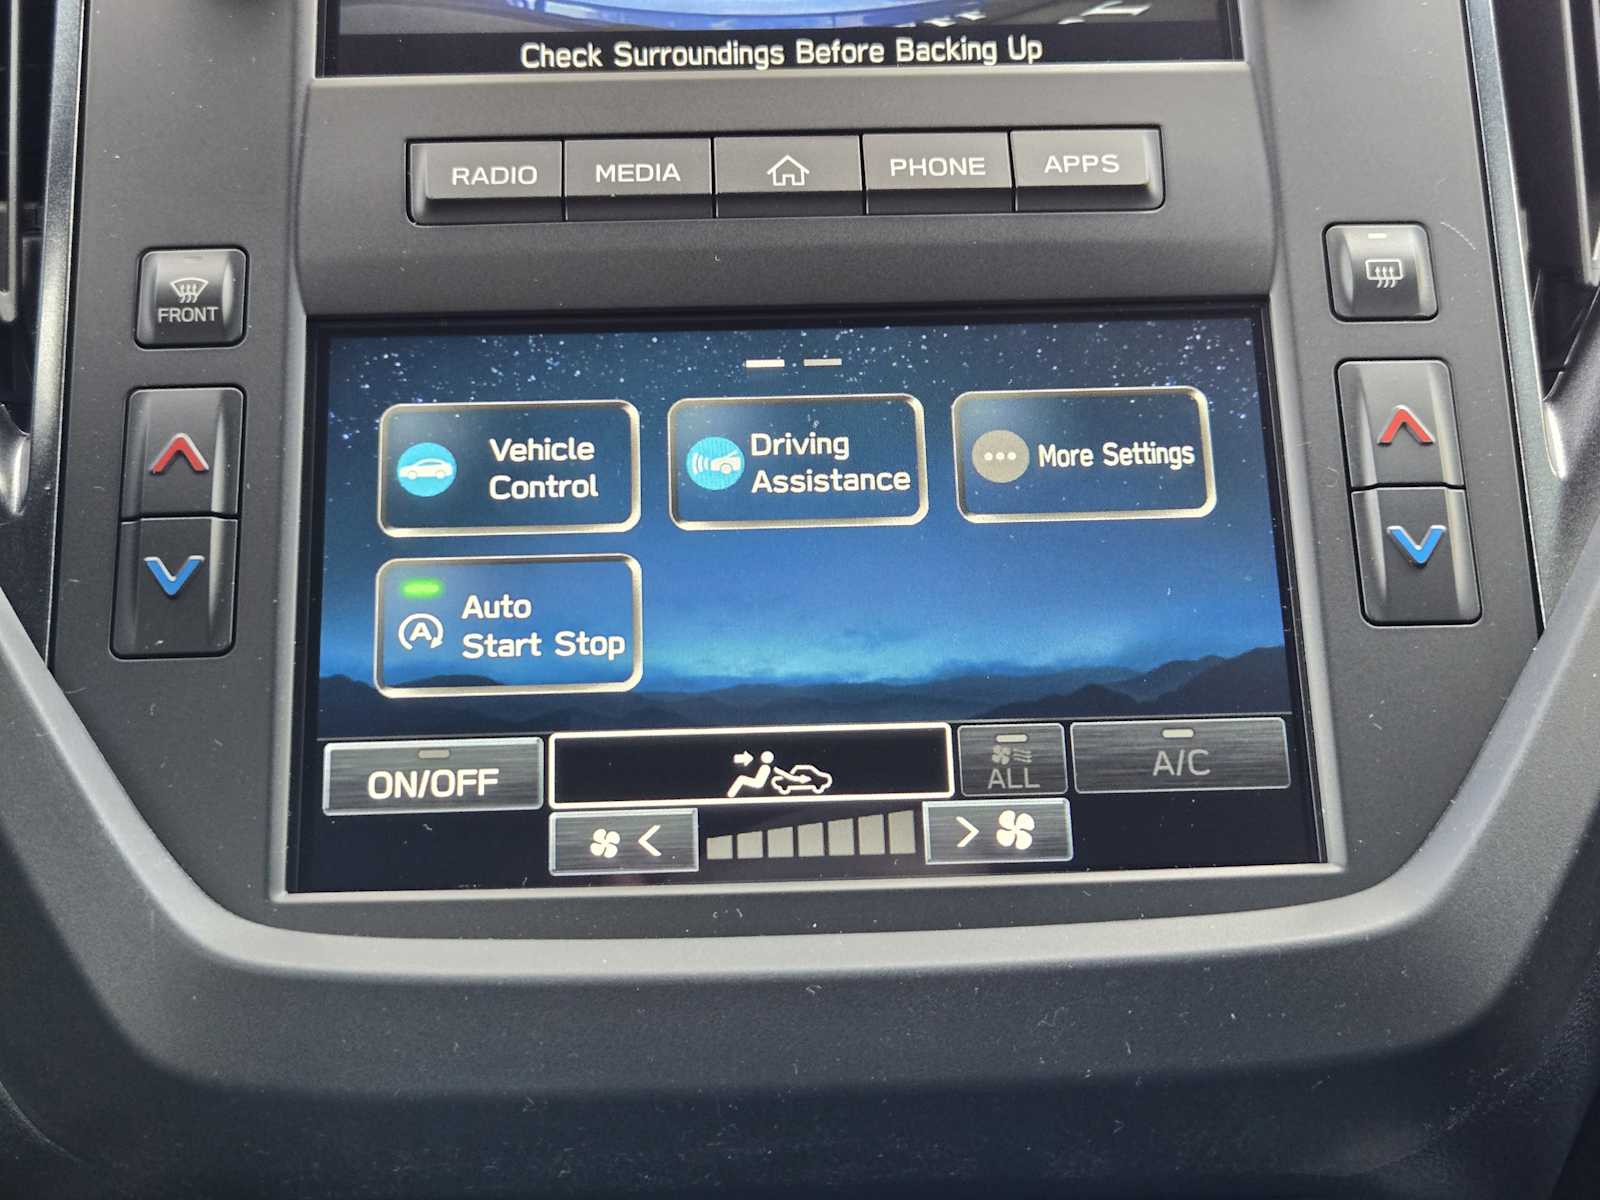 Check Surroundings Before Backing Up
RADIO MEDIA PHONE APPS
FRONT
Vehicle
Control
Driving
Assistance
More Settings
A
Auto
Start Stop
ON/OFF
ALL
A/C